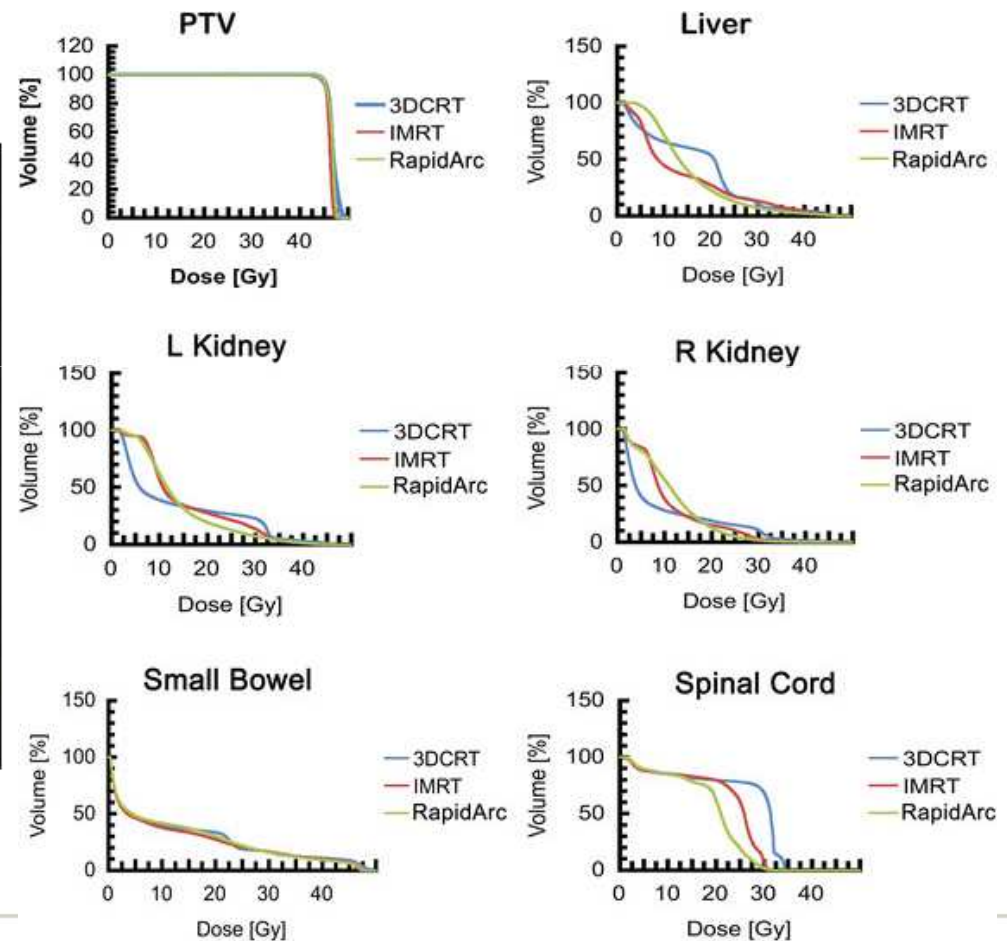 PTV
Volume [%]
120
100
80
60
40
20
0
0 10 20 30 40
Dose [Gy]
3DCRT
IMRT
RapidArc
Liver
Volume [%]
150
100
50
0
0 10 20 30 40
Dose [Gy]
3DCRT
IMRT
RapidArc
L Kidney
Volume [%]
150
100
50
0
0 10 20 30 40
Dose [Gy]
3DCRT
IMRT
RapidArc
R Kidney
Volume [%]
150
100
50
0
0 10 20 30 40
Dose [Gy]
3DCRT
IMRT
RapidArc
Small Bowel
Volume [%]
150
100
50
0
0 10 20 30 40
Dose [Gy]
3DCRT
IMRT
RapidArc
Spinal Cord
Volume [%]
150
100
50
0
0 10 20 30 40
Dose [Gy]
3DCRT
IMRT
RapidArc